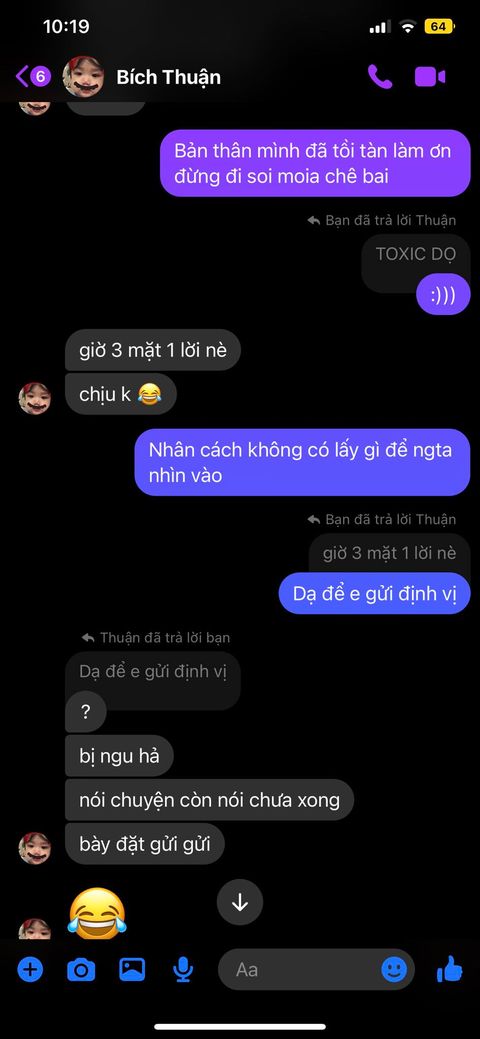 10:19
64
6
Bích Thuận
Bản thân mình đã tồi tàn làm ơn
đừng đi soi moia chê bai
Bạn đã trả lời Thuận
TOXIC DỌ
:)))
giờ 3 mặt 1 lời nè
chịu k 😂
Nhân cách không có lấy gì để ngta
nhìn vào
Bạn đã trả lời Thuận
giờ 3 mặt 1 lời nè
Dạ để e gửi định vị
Thuận đã trả lời bạn
Dạ để e gửi định vị
?
bị ngu hả
nói chuyện còn nói chưa xong
bày đặt gửi gửi
😂
Aa